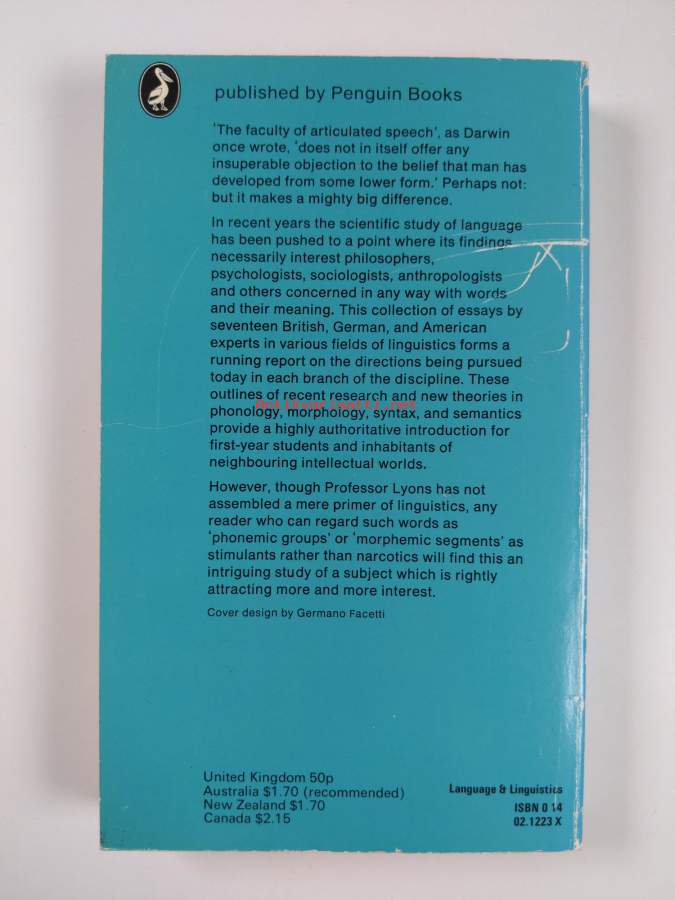 published by Penguin Books
'The faculty of articulated speech', as Darwin
once wrote, 'does not in itself offer any
insuperable objection to the belief that man has
developed from some lower form.' Perhaps not:
but it makes a mighty big difference.
In recent years the scientific study of language
has been pushed to a point where its findings
necessarily interest philosophers,
psychologists, sociologists, anthropologists
and others concerned in any way with words
and their meaning. This collection of essays by
seventeen British, German, and American
experts in various fields of linguistics forms a
running report on the directions being pursued
today in each branch of the discipline. These
outlines of recent research and new theories in
Antikvariaatti.net
phonology, morphology, syntax, and semantics
provide a highly authoritative introduction for
first-year students and inhabitants of
neighbouring intellectual worlds.
However, though Professor Lyons has not
assembled a mere primer of linguistics, any
reader who can regard such words as
'phonemic groups' or 'morphemic segments' as
stimulants rather than narcotics will find this an
intriguing study of a subject which is rightly
attracting more and more interest.
Cover design by Germano Facetti
United Kingdom 50p
Australia $1.70 (recommended)
New Zealand $1.70
Canada $2.15
Language & Linguistics
ISBN 0 14
02.1223 X